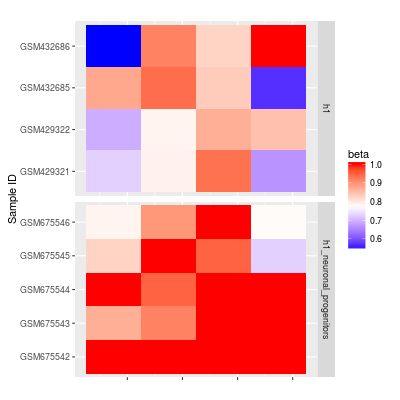 GSM432686
GSM432685
GSM429322
GSM429321
h1
GSM675546
GSM675545
GSM675544
GSM675543
GSM675542
h1_neuronal_progenitors
Sample ID
beta
1.0
0.9
0.8
0.7
0.6